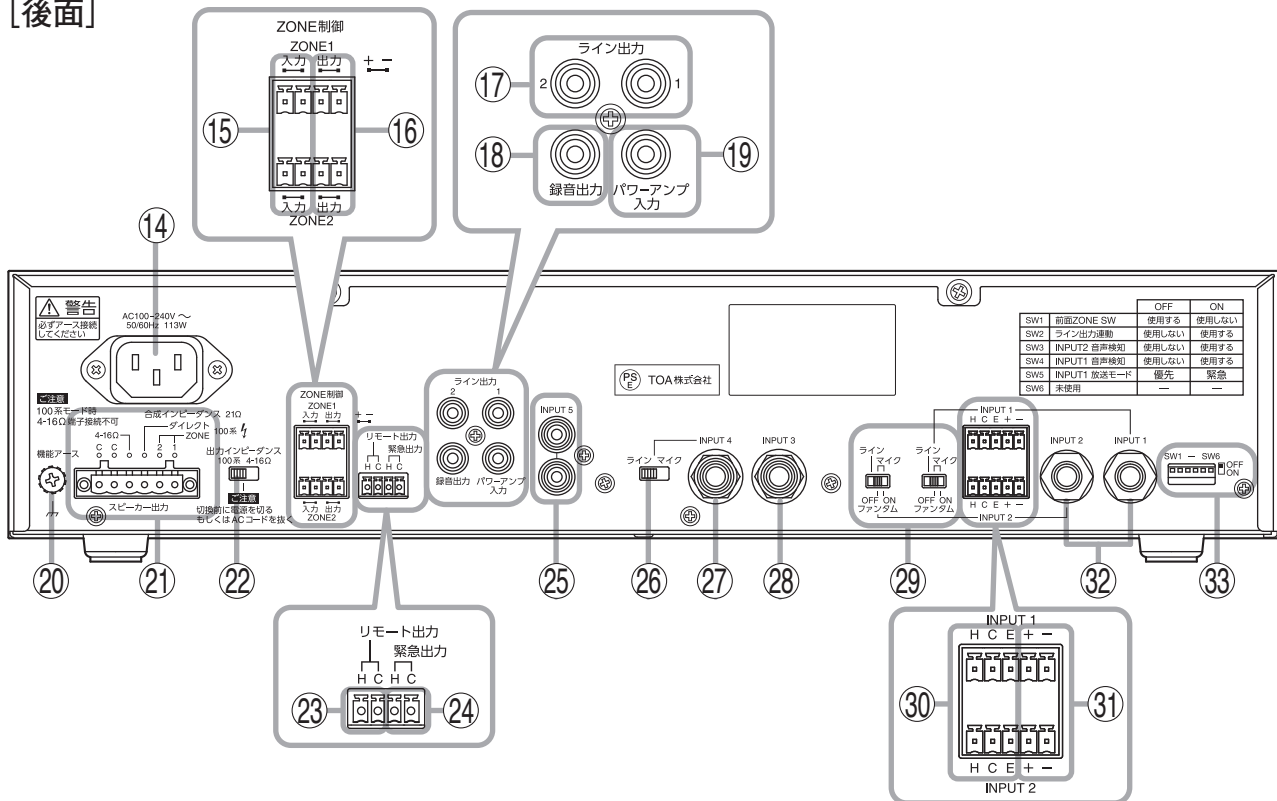 [後面]
ZONE制御
ZONE1
入力 出力 + −
⑮ ⑯
入力 出力
ZONE2
ライン出力
⑰ 2 1
⑱ ⑲
録音出力 パワーアンプ
入力
⑭
警告
必ずアース接続
してください
AC100-240V ～
50/60Hz 113W
ご注意
100系モード時
4-16Ω端子接続不可
合成インピーダンス 21Ω
ダイレクト
ZONE
100系
4-16Ω
C C 2 1
機能アース
スピーカー出力
出力インピーダンス
100系 4-16Ω
ご注意
切換前に電源を切る
もしくはACコードを抜く
ZONE制御
ZONE1
入力 出力 + −
入力 出力
ZONE2
リモート出力
緊急出力
H C H C
ライン出力
2 1
録音出力 パワーアンプ
入力
INPUT 5
PS
E
TOA株式会社
INPUT 4
ライン マイク
INPUT 3
ライン
マイク
OFF ON
ファンタム
ライン
マイク
OFF ON
ファンタム
INPUT 1
H C E + −
H C E + −
INPUT 2
INPUT 2
INPUT 1
OFF ON
SW1 前面ZONE SW 使用する 使用しない
SW2 ライン出力連動 使用しない 使用する
SW3 INPUT2 音声検知 使用しない 使用する
SW4 INPUT1 音声検知 使用しない 使用する
SW5 INPUT1 放送モード 優先 緊急
SW6 未使用 — —
SW1 − SW6
OFF
ON
⑳ ㉑ ㉒ ㉕ ㉖ ㉗ ㉘ ㉙ ㉜ ㉝
リモート出力
緊急出力
H C H C
㉓ ㉔
INPUT 1
H C E + −
㉚ ㉛
H C E + −
INPUT 2